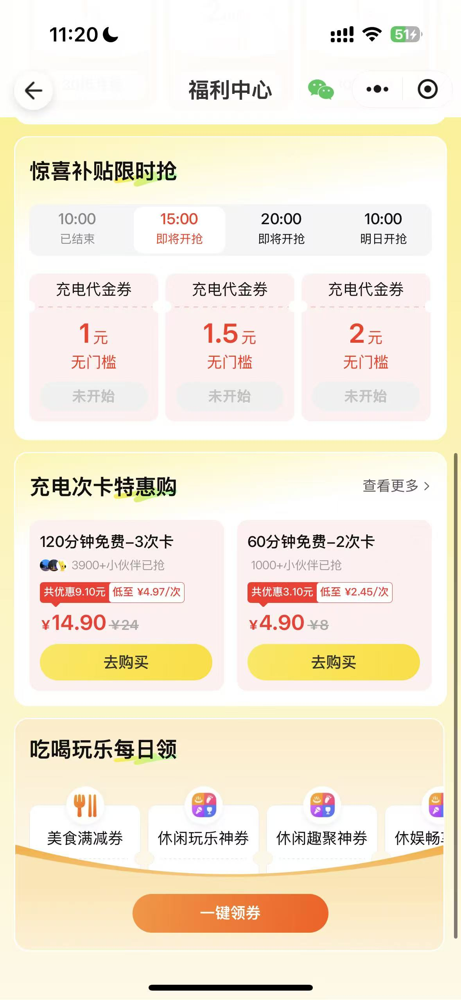 11:20
51
福利中心
惊喜补贴限时抢
10:00 15:00 20:00 10:00
已结束 即将开抢 即将开抢 明日开抢
充电代金券 充电代金券 充电代金券
1元 1.5元 2元
无门槛 无门槛 无门槛
未开始 未开始 未开始
充电次卡特惠购 查看更多
120分钟免费-3次卡 60分钟免费-2次卡
3900+小伙伴已抢 1000+小伙伴已抢
共优惠9.10元 低至 ¥4.97/次 共优惠3.10元 低至 ¥2.45/次
¥14.90 ¥24 ¥4.90 ¥8
去购买 去购买
吃喝玩乐每日领
美食满减券 休闲玩乐神券 休闲趣聚神券 休娱畅
一键领券